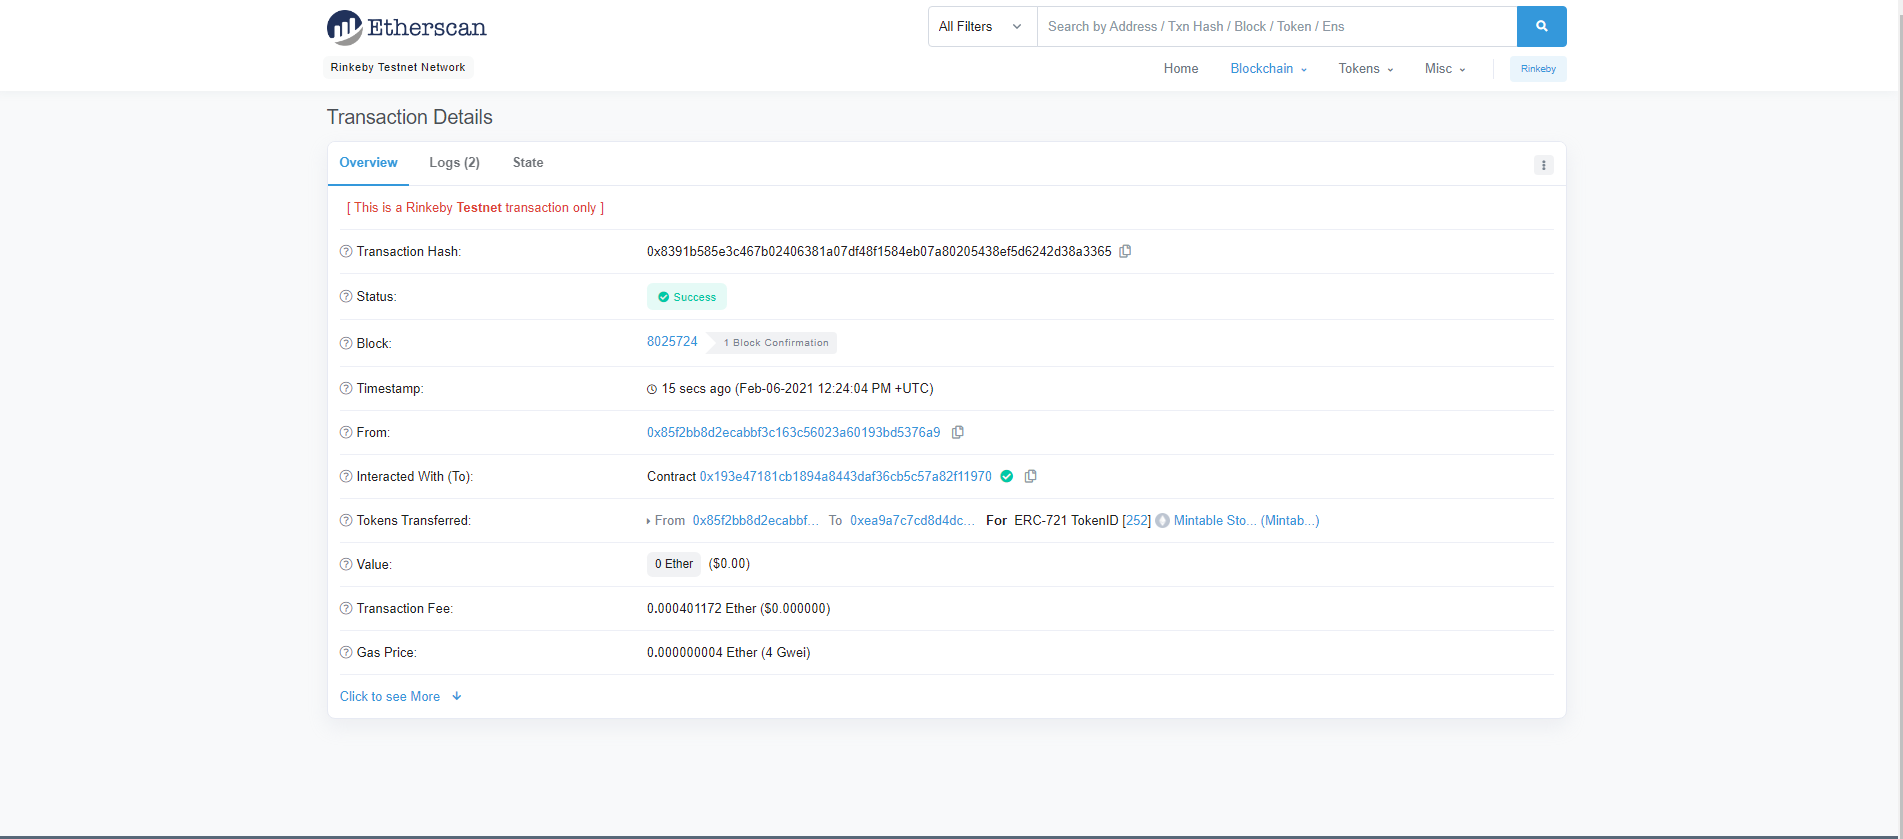 Etherscan
All Filters Search by Address / Txn Hash / Block / Token / Ens
Rinkeby Testnet Network
Home Blockchain Tokens Misc Rinkeby
Transaction Details
Overview Logs (2) State
[ This is a Rinkeby Testnet transaction only ]
Transaction Hash: 0x8391b585e3c467b02406381a07df48f1584eb07a80205438ef5d6242d38a3365
Status: Success
Block: 8025724 1 Block Confirmation
Timestamp: 15 secs ago (Feb-06-2021 12:24:04 PM +UTC)
From: 0x85f2bb8d2ecabbf3c163c56023a60193bd5376a9
Interacted With (To): Contract 0x193e47181cb1894a8443daf36cb5c57a82f11970
Tokens Transferred: From 0x85f2bb8d2ecabbf... To 0xea9a7c7cd8d4dc... For ERC-721 TokenID [252] Mintable Sto... (Mintab...)
Value: 0 Ether ($0.00)
Transaction Fee: 0.000401172 Ether ($0.000000)
Gas Price: 0.000000004 Ether (4 Gwei)
Click to see More